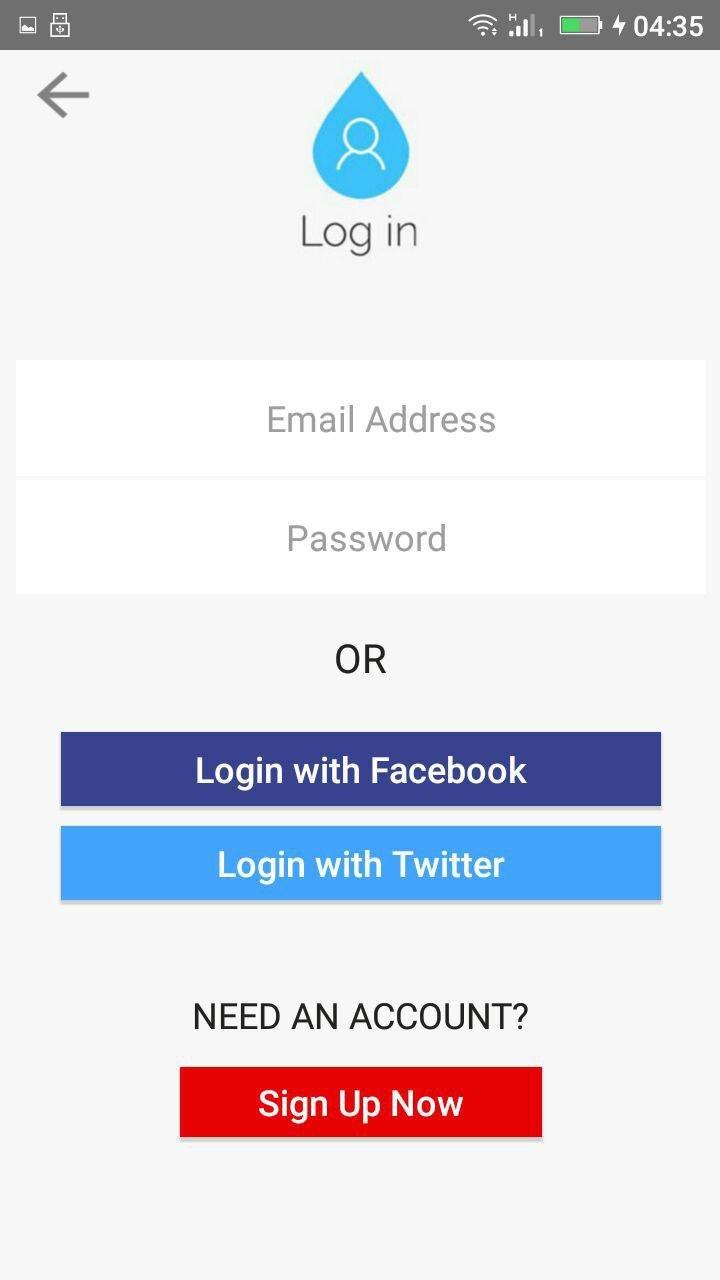 H
1
04:35
Log in
Email Address
Password
OR
Login with Facebook
Login with Twitter
NEED AN ACCOUNT?
Sign Up Now